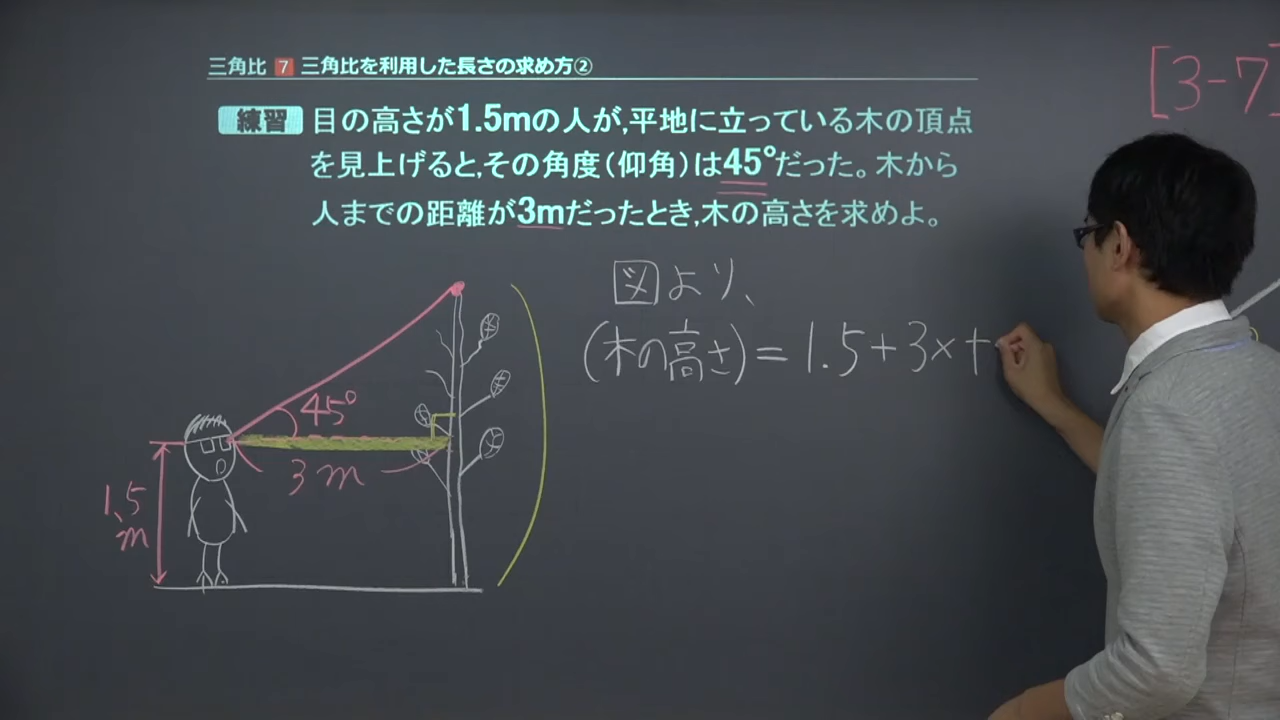 三角比 7 三角比を利用した長さの求め方②
[3-7]
練習 目の高さが1.5mの人が,平地に立っている木の頂点
を見上げると,その角度(仰角)は45°だった。木から
人までの距離が3mだったとき,木の高さを求めよ。
図より、
(木の高さ)=1.5+3×t
45°
3m
1.5
m